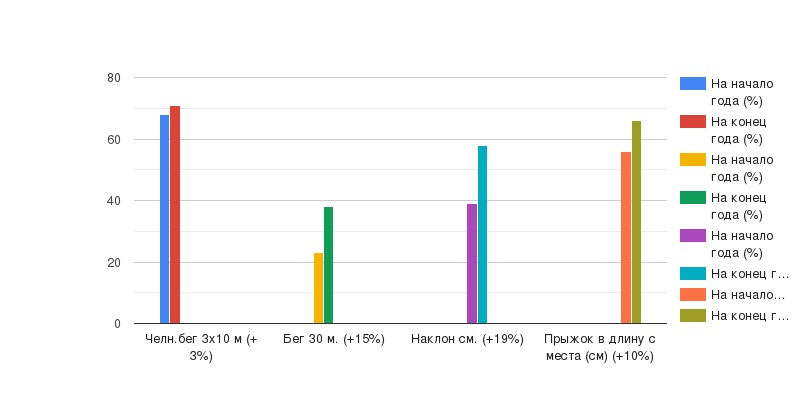 80
60
40
20
0
Челн.бег 3х10 м (+
3%)
Бег 30 м. (+15%)
Наклон см. (+19%)
Прыжок в длину с
места (см) (+10%)
На начало
года (%)
На конец
года (%)
На начало
года (%)
На конец
года (%)
На начало
года (%)
На конец г…
На начало…
На конец г…